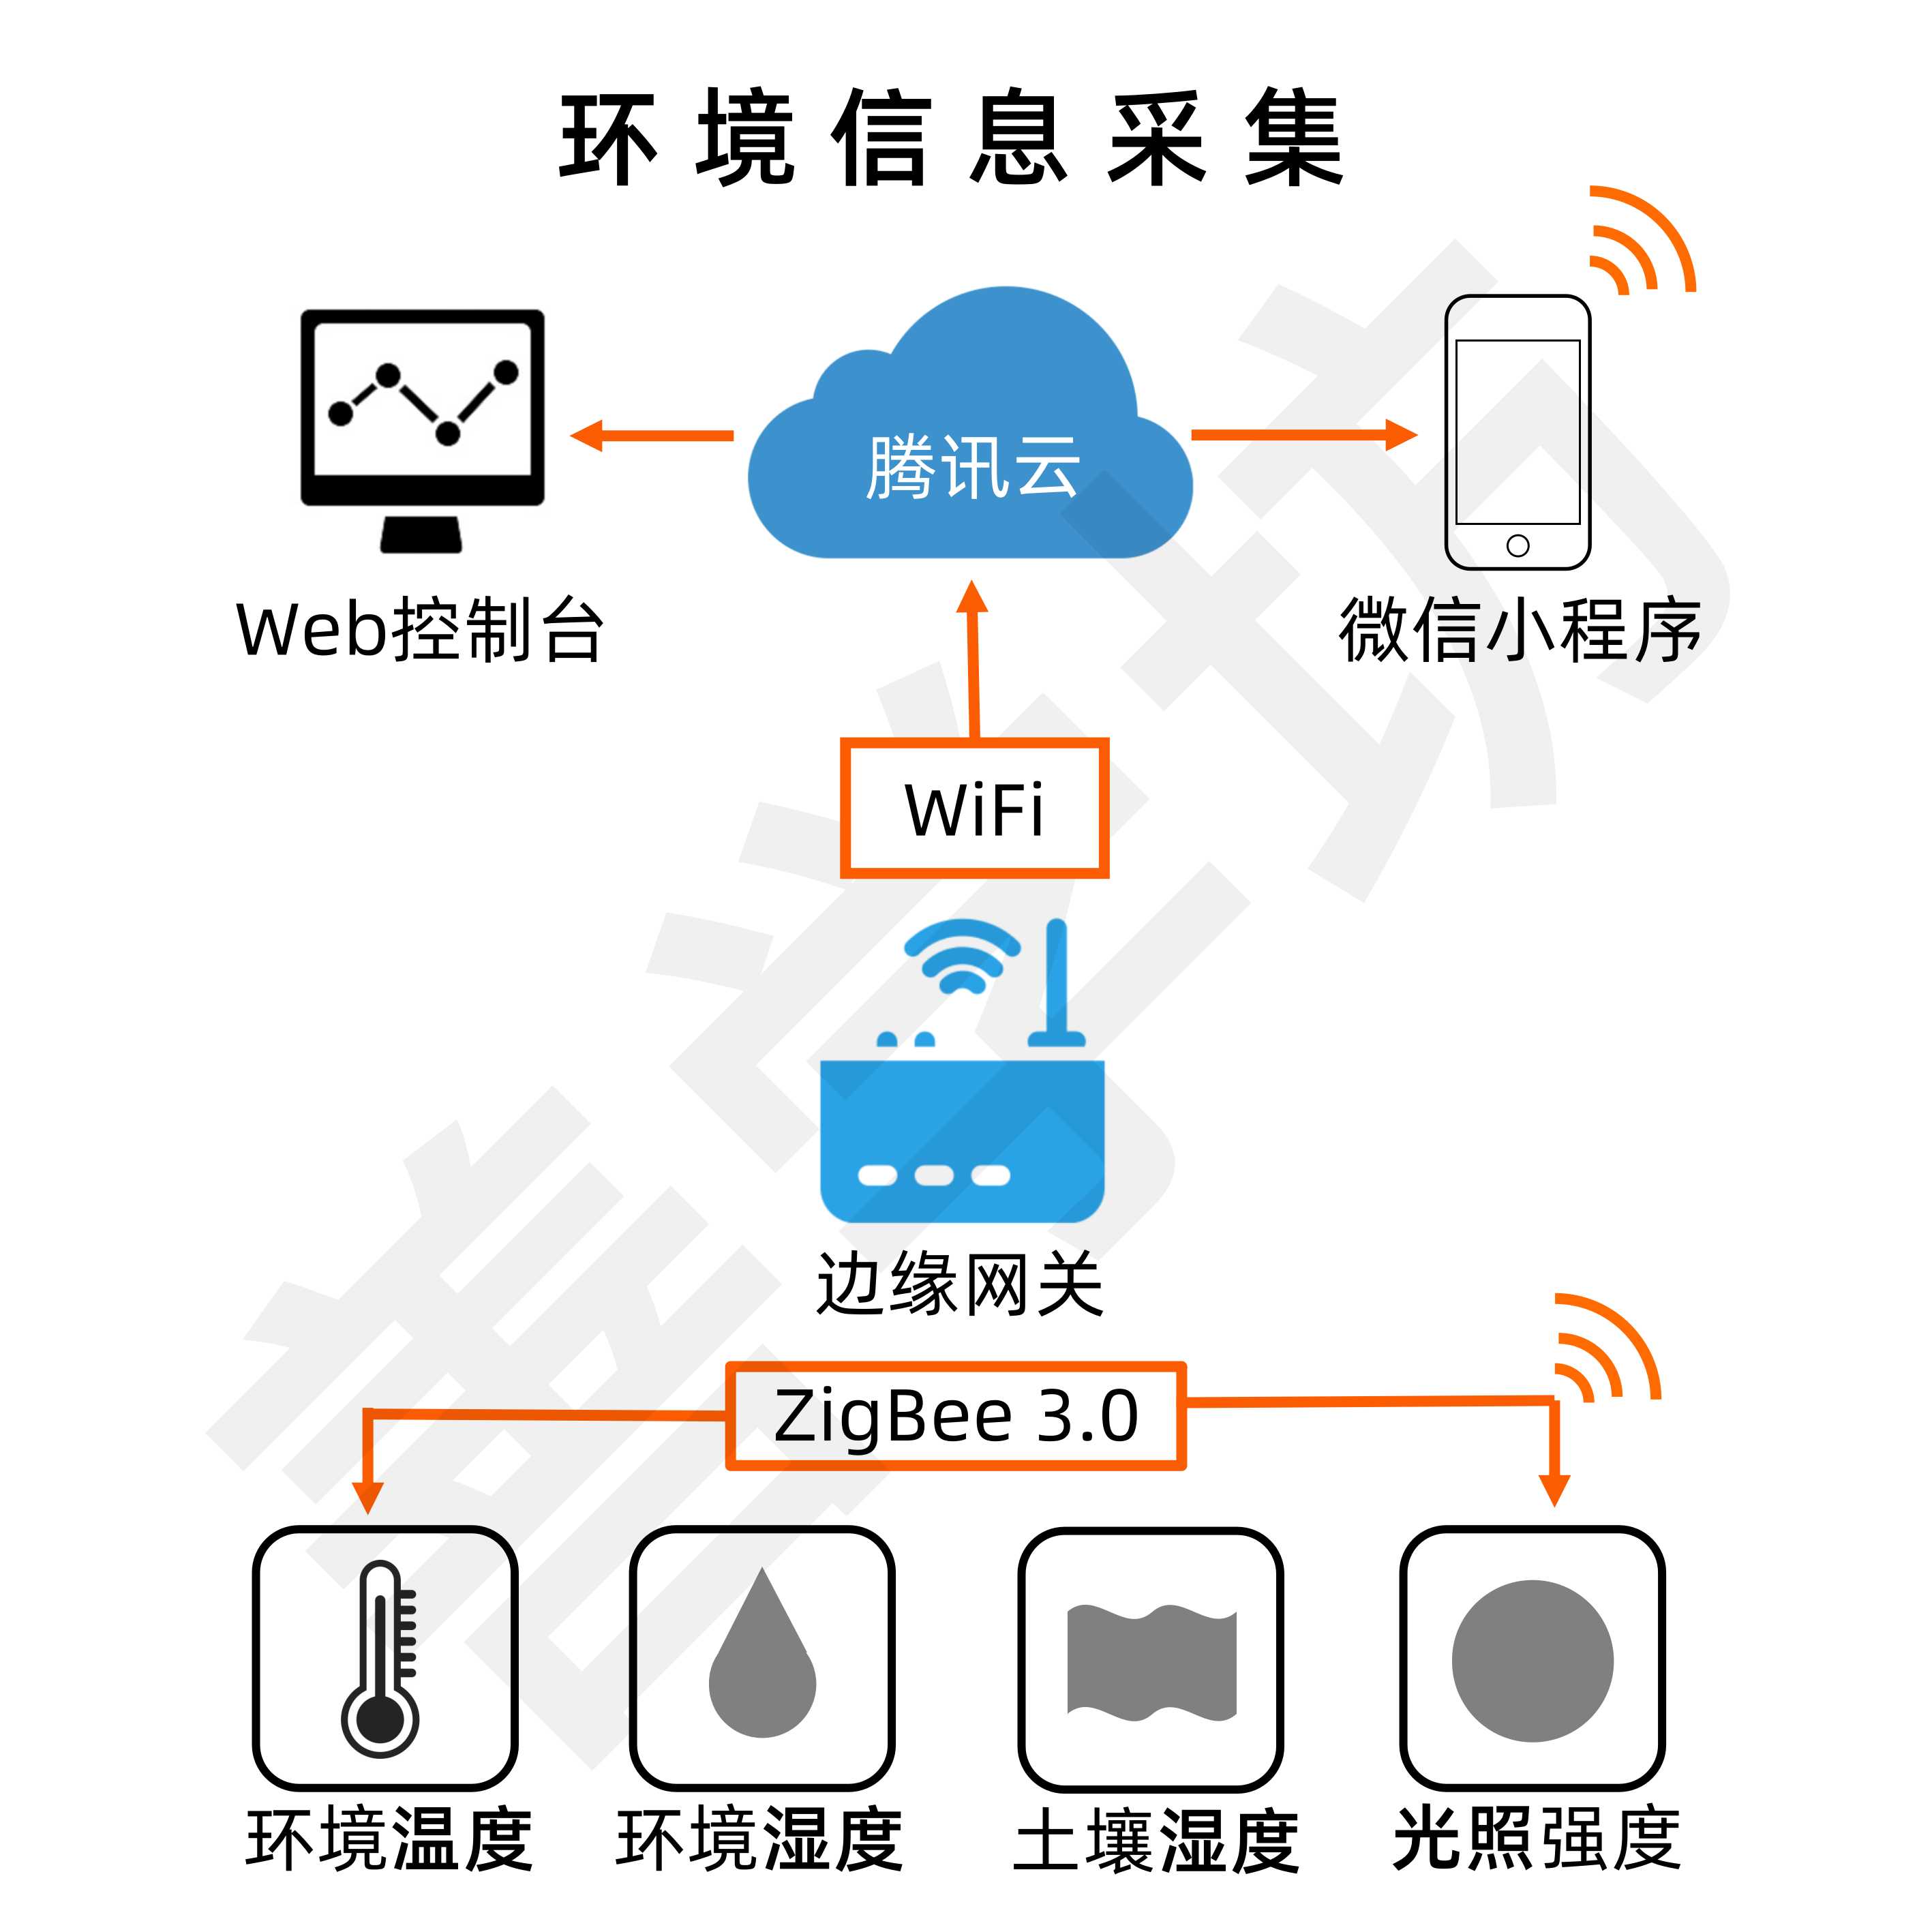 环境信息采集
腾讯云
Web控制台
微信小程序
WiFi
边缘网关
ZigBee 3.0
环境温度
环境湿度
土壤湿度
光照强度